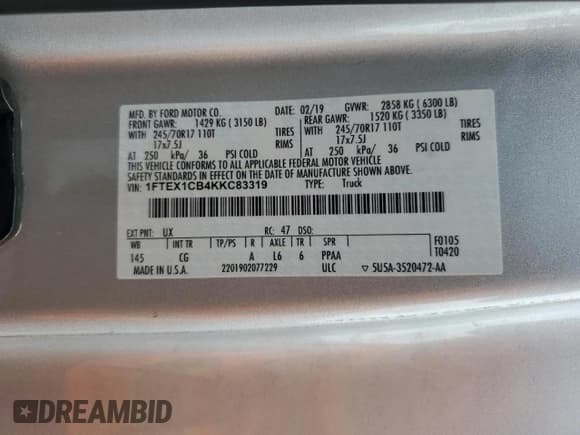 MFD. BY FORD MOTOR CO. DATE: 02/19 GVWR: 2858 KG ( 6300 LB)
FRONT GAWR: 1429 KG ( 3150 LB) REAR GAWR: 1520 KG ( 3350 LB)
WITH 245/70R17 110T TIRES WITH 245/70R17 110T TIRES
17x7.5J RIMS 17x7.5J RIMS
AT 250 kPa/ 36 PSI COLD AT 250 kPa/ 36 PSI COLD
THIS VEHICLE CONFORMS TO ALL APPLICABLE FEDERAL MOTOR VEHICLE
SAFETY STANDARDS IN EFFECT ON THE DATE OF MANUFACTURE SHOWN ABOVE.
VIN: 1FTEX1CB4KKC83319 TYPE: Truck
EXT PNT: UX RC: 47 DSO: F0105
WB INT TR TP/PS R AXLE TR SPR T0420
145 CG A L6 6 PPAA
MADE IN U.S.A. 2201902077229 ULC ▽ 5U5A-3520472-AA
DREAMBID